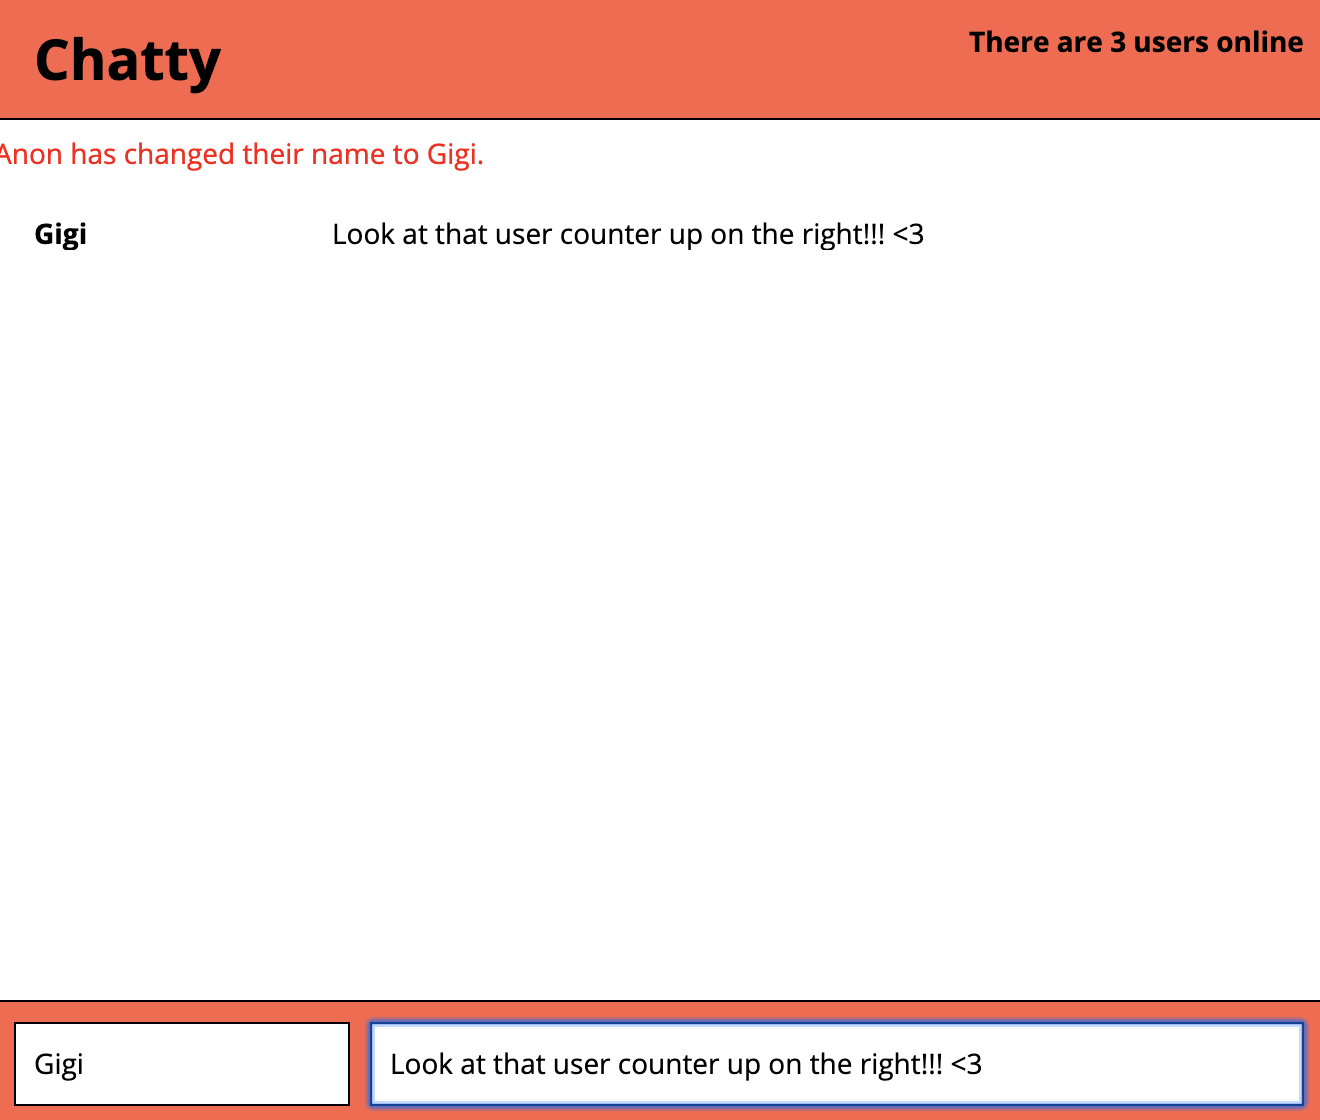 Chatty
There are 3 users online
Anon has changed their name to Gigi.
Gigi
Look at that user counter up on the right!!! <3
Gigi
Look at that user counter up on the right!!! <3